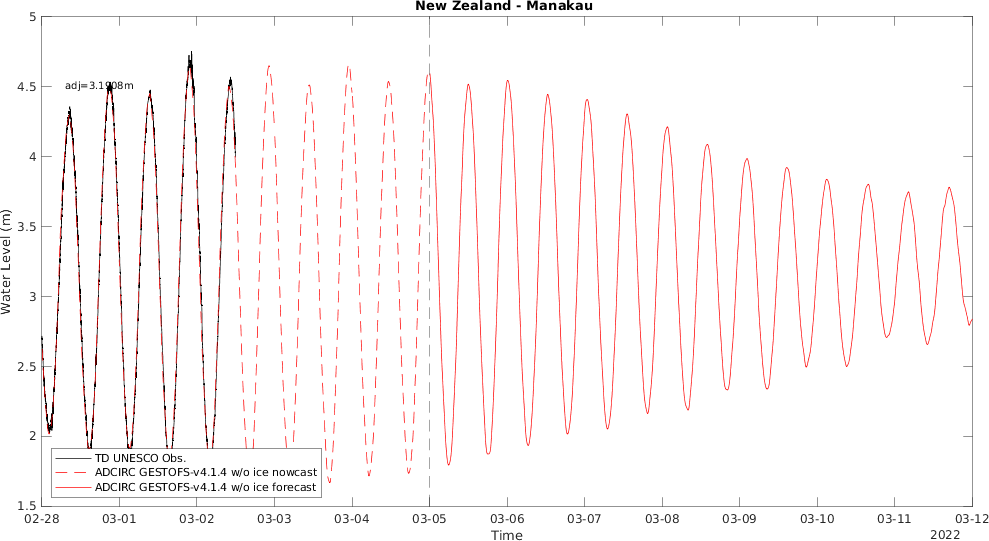 New Zealand - Manakau
5
4.5
4
3.5
3
2.5
2
1.5
Water Level (m)
adj=3.1908m
TD UNESCO Obs.
ADCIRC GESTOFS-v4.1.4 w/o ice nowcast
ADCIRC GESTOFS-v4.1.4 w/o ice forecast
02-28 03-01 03-02 03-03 03-04 03-05 03-06 03-07 03-08 03-09 03-10 03-11 03-12
Time
2022